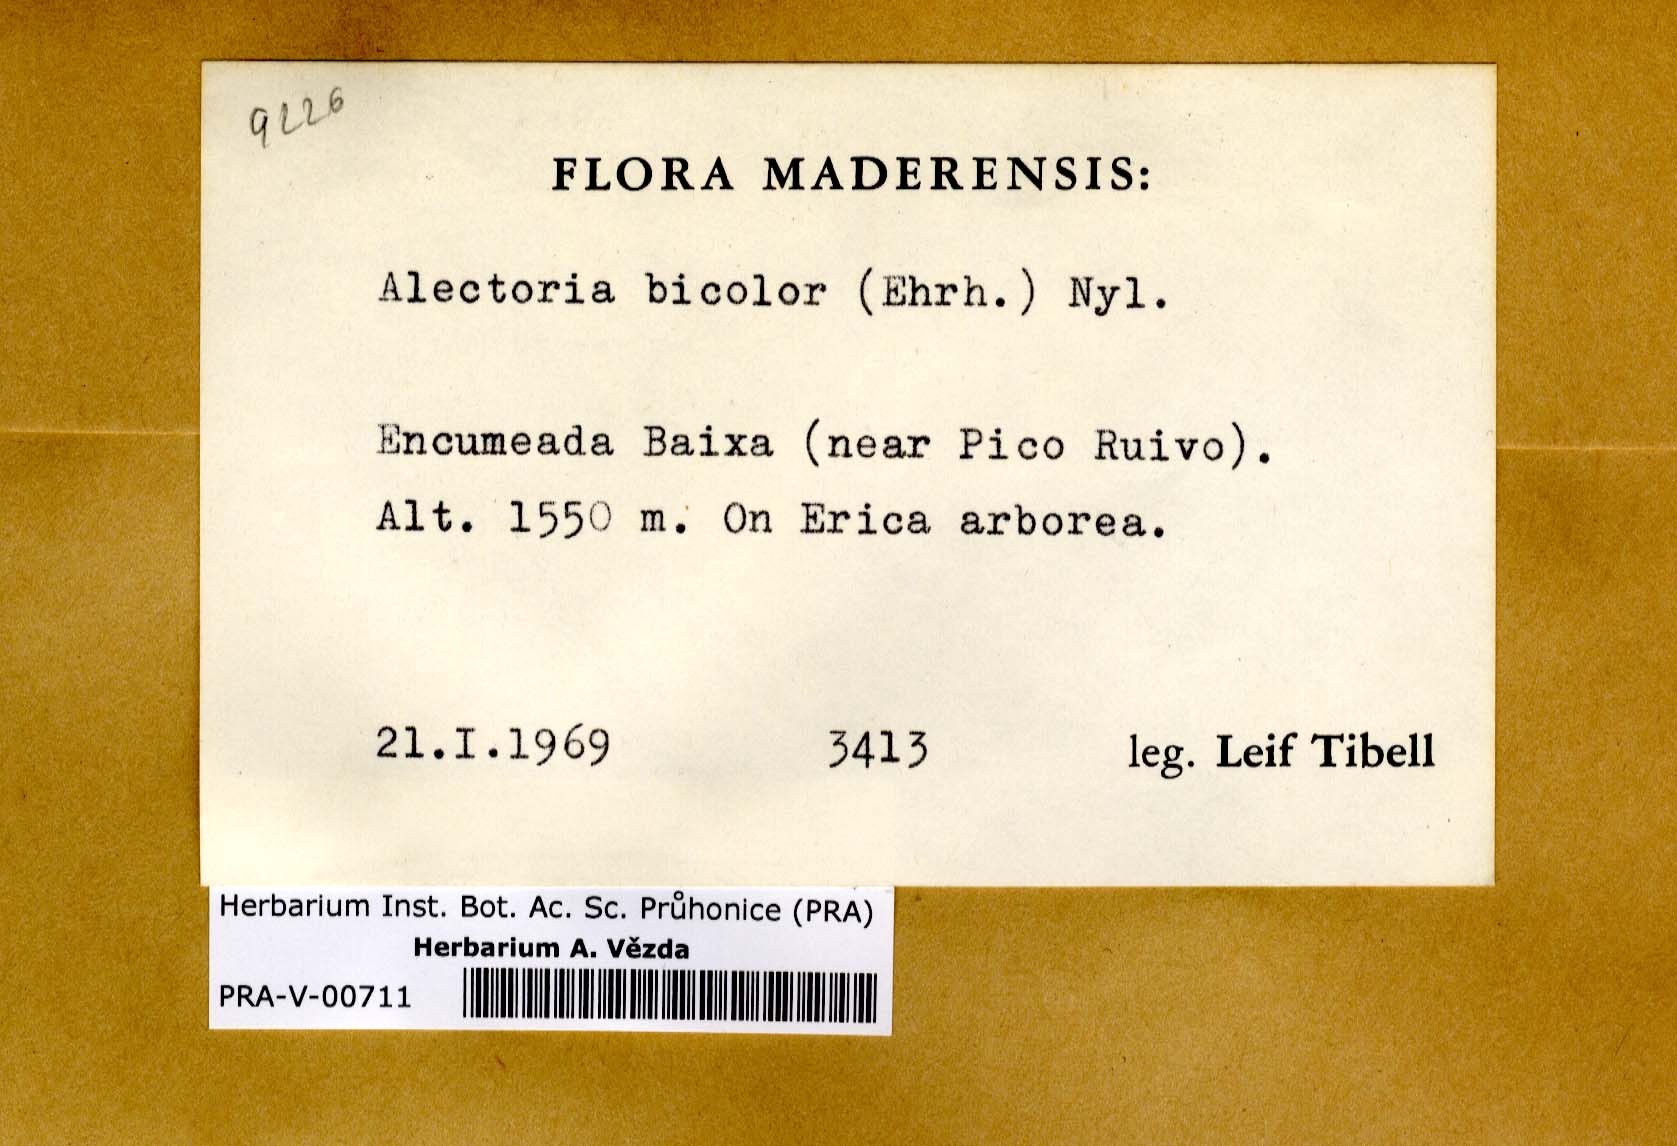 9226
FLORA MADERENSIS:
Alectoria bicolor (Ehrh.) Nyl.
Encumeada Baixa (near Pico Ruivo).
Alt. 1550 m. On Erica arborea.
21.I.1969 3413 leg. Leif Tibell
Herbarium Inst. Bot. Ac. Sc. Průhonice (PRA)
Herbarium A. Vězda
PRA-V-00711